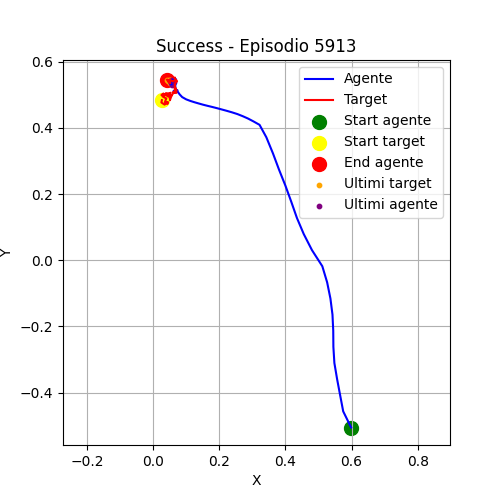 Success - Episodio 5913
0.6
0.4
0.2
0.0
−0.2
−0.4
Y
−0.2
0.0
0.2
0.4
0.6
0.8
X
Agente
Target
Start agente
Start target
End agente
Ultimi target
Ultimi agente